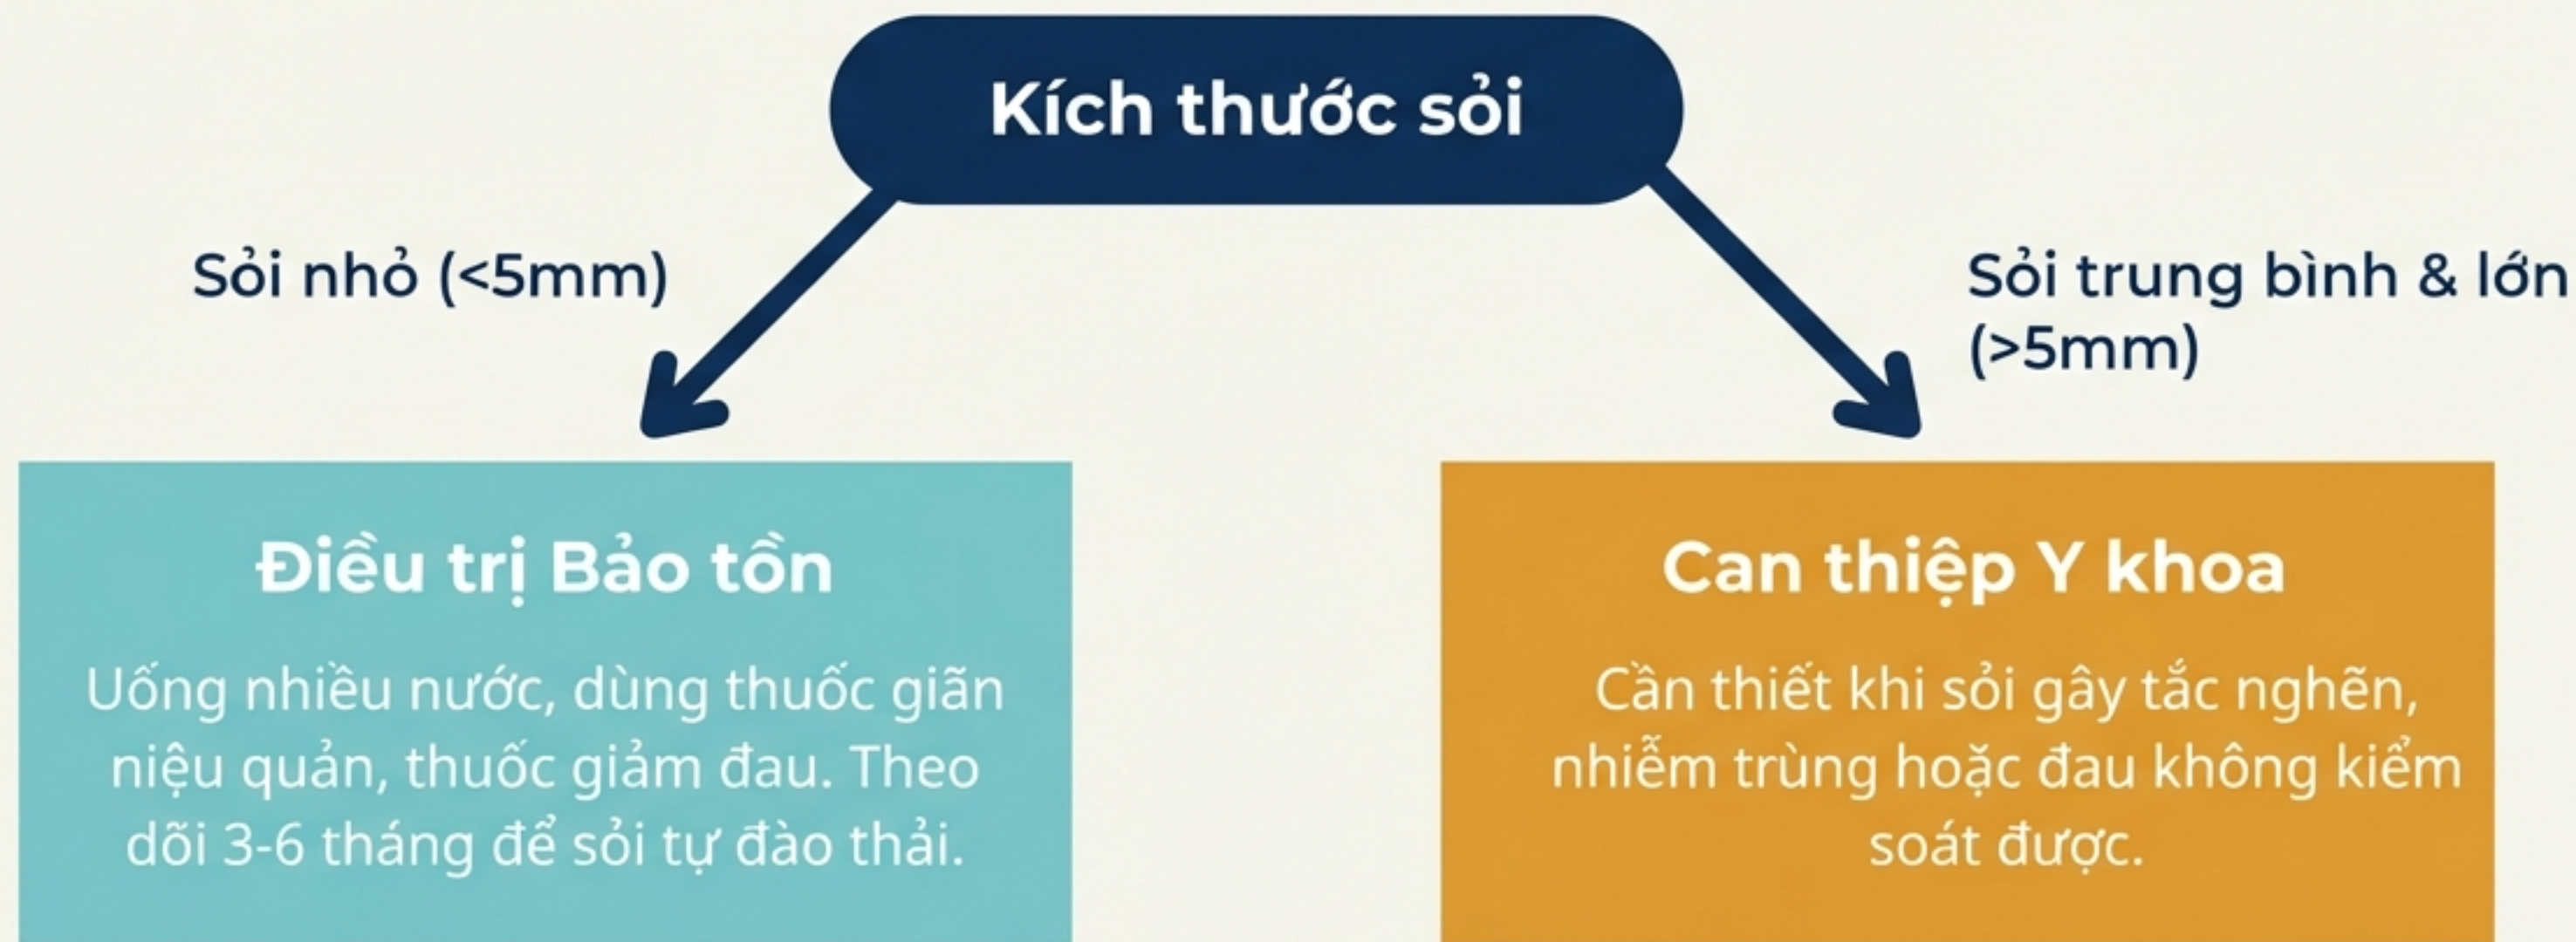 Kích thước sỏi
Sỏi nhỏ (<5mm)
Sỏi trung bình & lớn
(>5mm)
Điều trị Bảo tồn
Uống nhiều nước, dùng thuốc giãn
niệu quản, thuốc giảm đau. Theo
dõi 3-6 tháng để sỏi tự đào thải.
Can thiệp Y khoa
Cần thiết khi sỏi gây tắc nghẽn,
nhiễm trùng hoặc đau không kiểm
soát được.